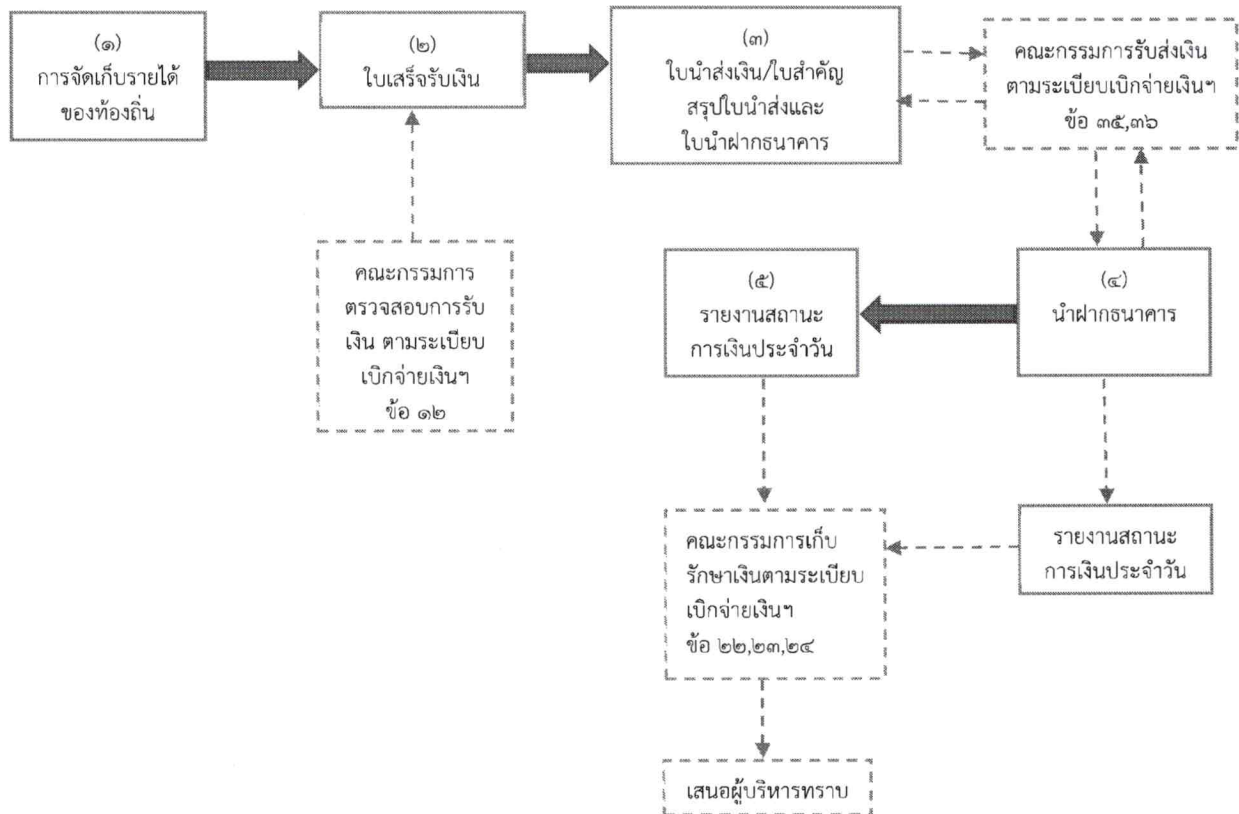 (๑)
การจัดเก็บรายได้
ของท้องถิ่น
(๒)
ใบเสร็จรับเงิน
(๓)
ใบนำส่งเงิน/ใบสำคัญ
สรุปใบนำส่งและ
ใบนำฝากธนาคาร
คณะกรรมการรับส่งเงิน
ตามระเบียบเบิกจ่ายเงินฯ
ข้อ ๓๕,๓๖
คณะกรรมการ
ตรวจสอบการรับ
เงิน ตามระเบียบ
เบิกจ่ายเงินฯ
ข้อ ๑๒
(๕)
รายงานสถานะ
การเงินประจำวัน
(๔)
นำฝากธนาคาร
คณะกรรมการเก็บ
รักษาเงินตามระเบียบ
เบิกจ่ายเงินฯ
ข้อ ๒๒,๒๓,๒๔
รายงานสถานะ
การเงินประจำวัน
เสนอผู้บริหารทราบ